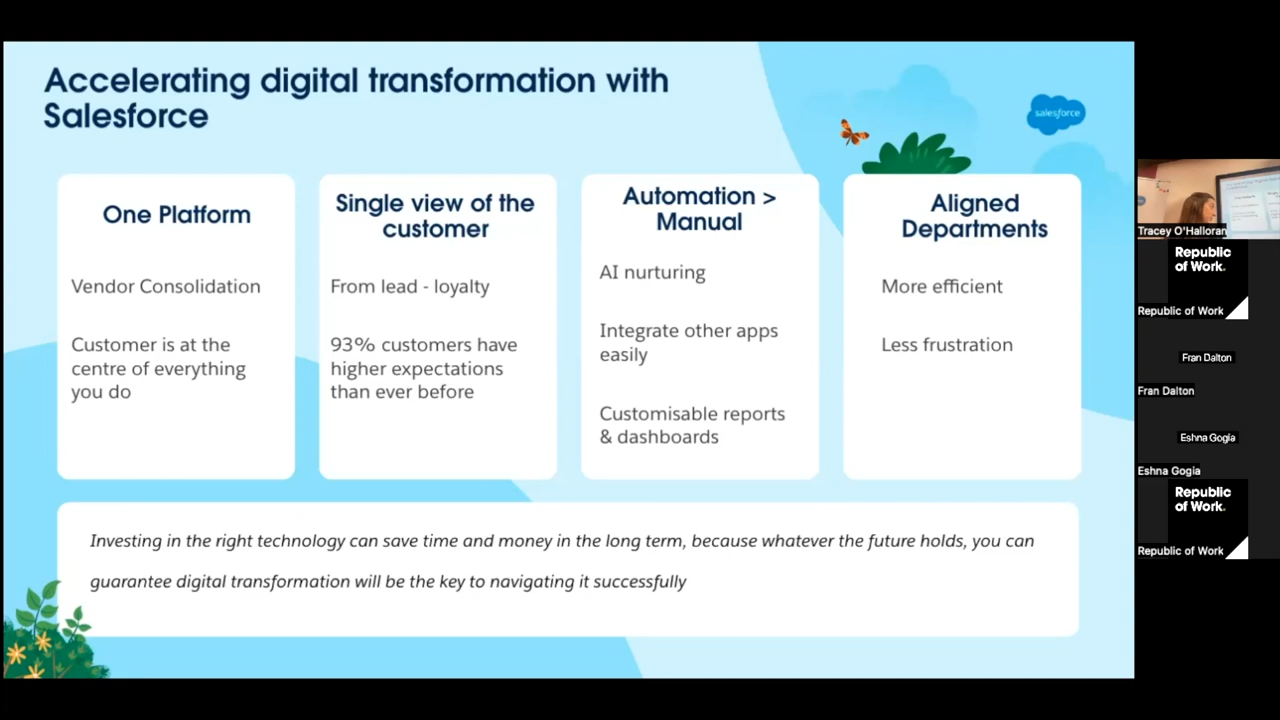 Accelerating digital transformation with
Salesforce
salesforce
One Platform
Vendor Consolidation
Customer is at the
centre of everything
you do
Single view of the
customer
From lead - loyalty
93% customers have
higher expectations
than ever before
Automation >
Manual
AI nurturing
Integrate other apps
easily
Customisable reports
& dashboards
Aligned
Departments
More efficient
Less frustration
Investing in the right technology can save time and money in the long term, because whatever the future holds, you can
guarantee digital transformation will be the key to navigating it successfully
Tracey O'Halloran
Republic
of Work.
Republic of Work
Fran Dalton
Fran Dalton
Eshna Gogia
Eshna Gogia
Republic
of Work.
Republic of Work